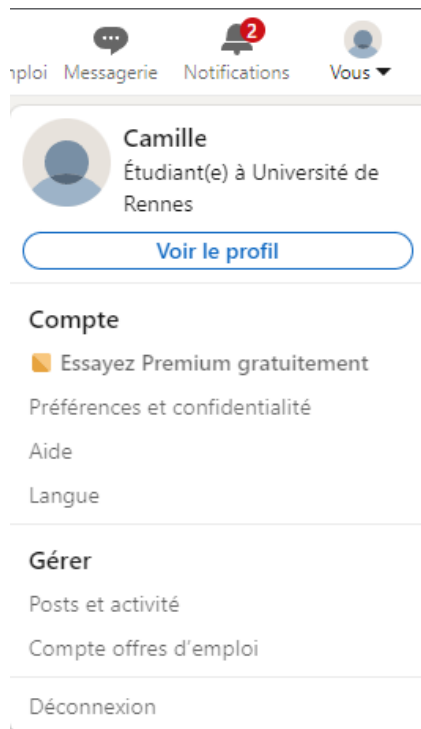 2
nploi Messagerie Notifications Vous
Camille
Étudiant(e) à Université de
Rennes
Voir le profil
Compte
Essayez Premium gratuitement
Préférences et confidentialité
Aide
Langue
Gérer
Posts et activité
Compte offres d'emploi
Déconnexion